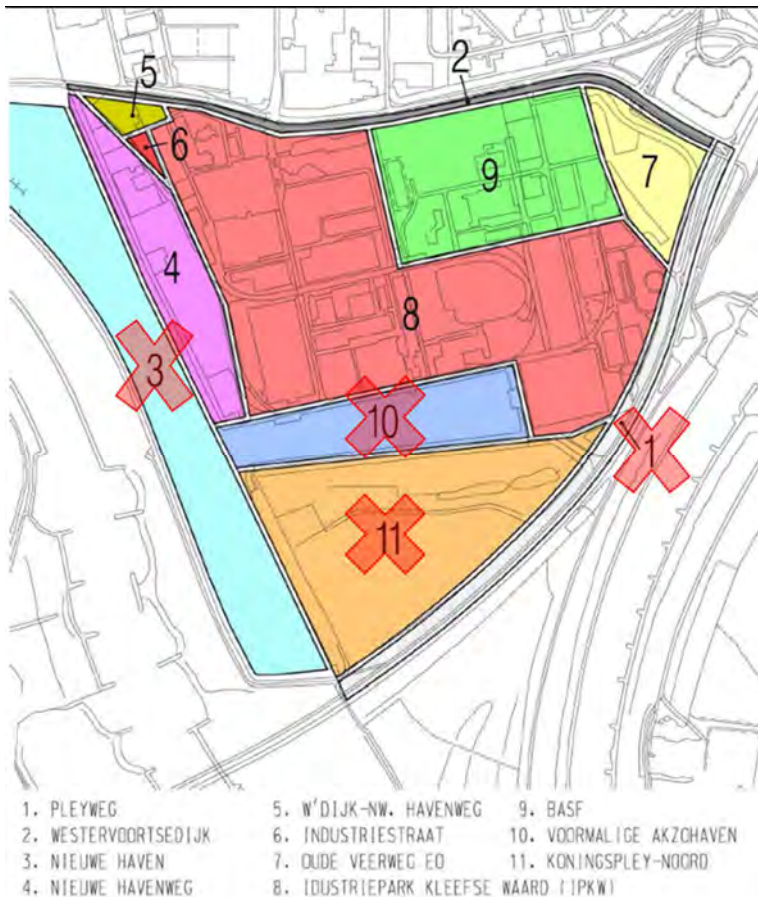 2
5
6
9
7
4
8
3
10
1
11
1. PLEYWEG
2. WESTERVOORTSEDIJK
3. NIEUWE HAVEN
4. NIEUWE HAVENWEG
5. W'DIJK-NW. HAVENWEG
6. INDUSTRIESTRAAT
7. OUDE VEERWEG EO
8. IDUSTRIEPARK KLEEFSE WAARD (IPKW)
9. BASF
10. VOORMALIGE AKZOHAVEN
11. KONINGSPLEY-NOORD